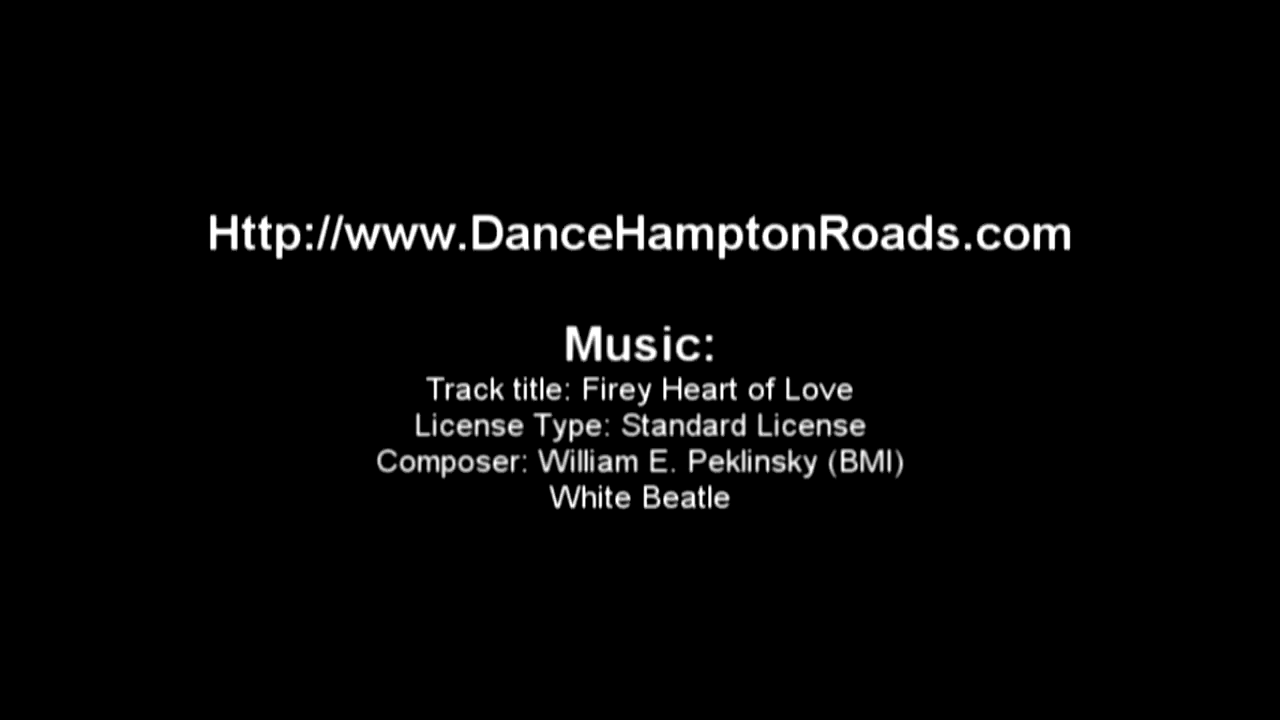 Http://www.DanceHamptonRoads.com
Music:
Track title: Firey Heart of Love
License Type: Standard License
Composer: William E. Peklinsky (BMI)
White Beatle